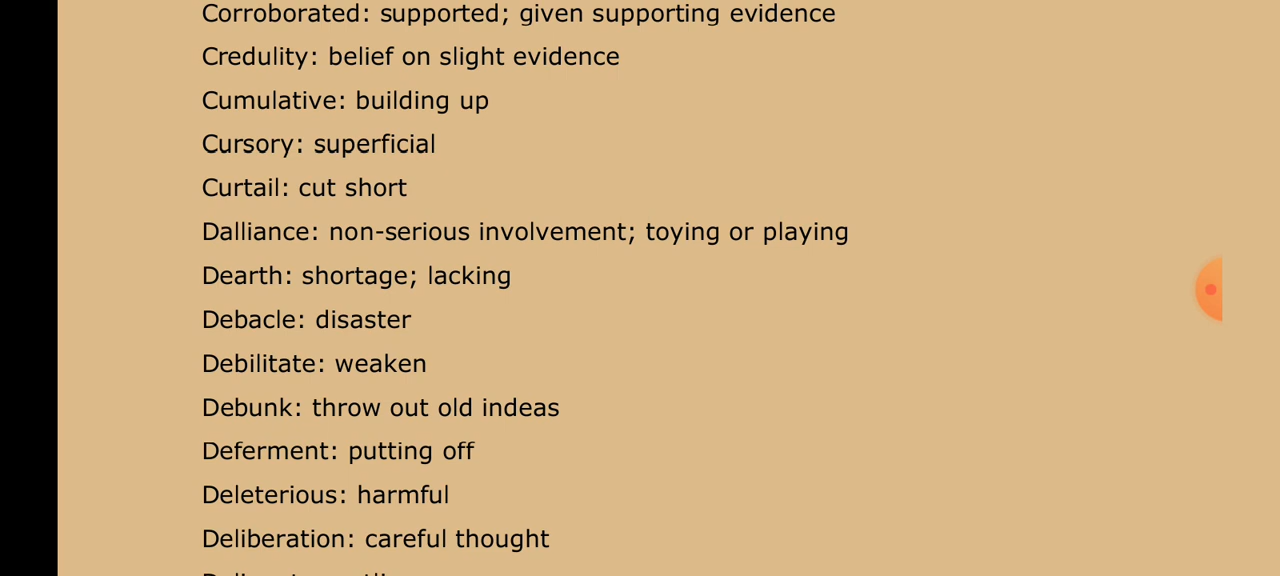 Corroborated: supported; given supporting evidence
Credulity: belief on slight evidence
Cumulative: building up
Cursory: superficial
Curtail: cut short
Dalliance: non-serious involvement; toying or playing
Dearth: shortage; lacking
Debacle: disaster
Debilitate: weaken
Debunk: throw out old indeas
Deferment: putting off
Deleterious: harmful
Deliberation: careful thought